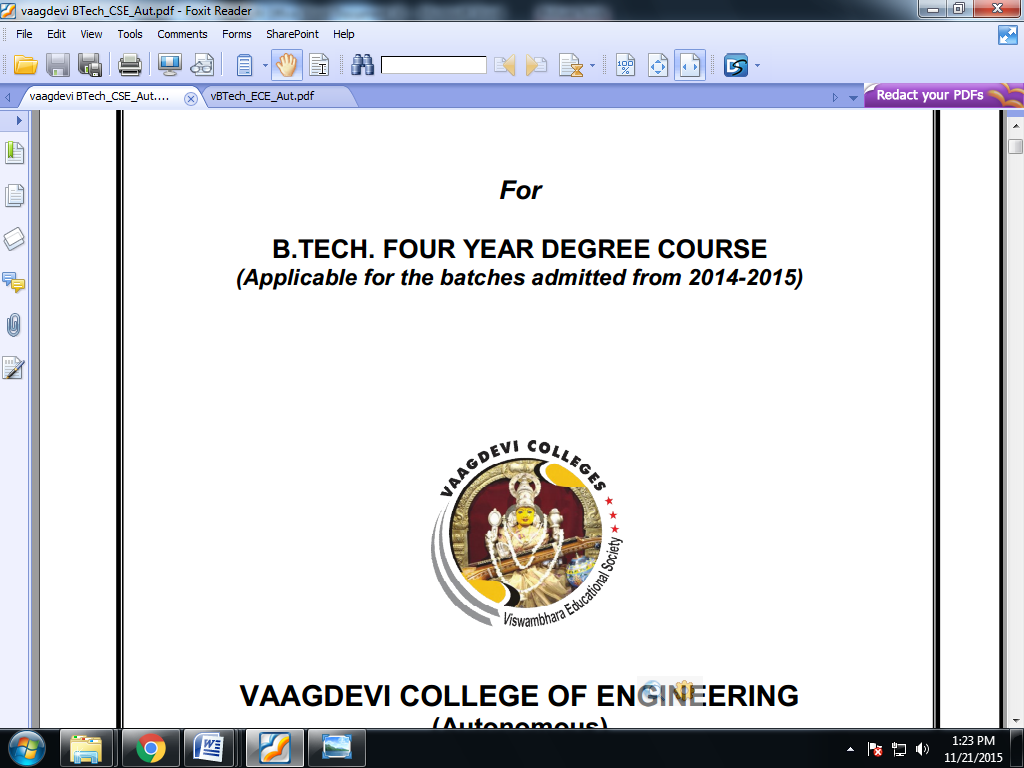 vaagdevi BTech_CSE_Aut.pdf - Foxit Reader
File Edit View Tools Comments Forms SharePoint Help
vaagdevi BTech_CSE_Aut.... vBTech_ECE_Aut.pdf Redact your PDFs
For
B.TECH. FOUR YEAR DEGREE COURSE
(Applicable for the batches admitted from 2014-2015)
VAAGDEVI COLLEGES
Viswambhara Educational Society
VAAGDEVI COLLEGE OF ENGINEERING
(Autonomous)
1:23 PM
11/21/2015